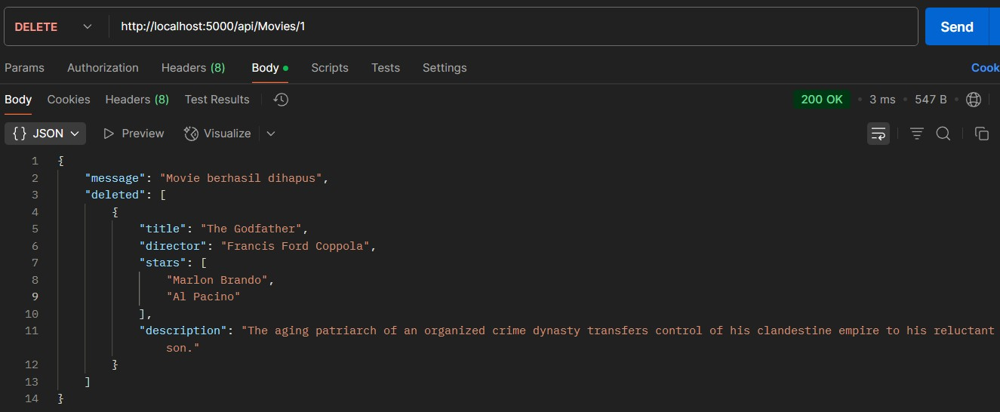 DELETE http://localhost:5000/api/Movies/1 Send
Params Authorization Headers (8) Body Scripts Tests Settings Cook
Body Cookies Headers (8) Test Results 200 OK 3 ms 547 B
{} JSON Preview Visualize
1 {
2 "message": "Movie berhasil dihapus",
3 "deleted": [
4 {
5 "title": "The Godfather",
6 "director": "Francis Ford Coppola",
7 "stars": [
8 "Marlon Brando",
9 "Al Pacino"
10 ],
11 "description": "The aging patriarch of an organized crime dynasty transfers control of his clandestine empire to his reluctant
son."
12 }
13 ]
14 }